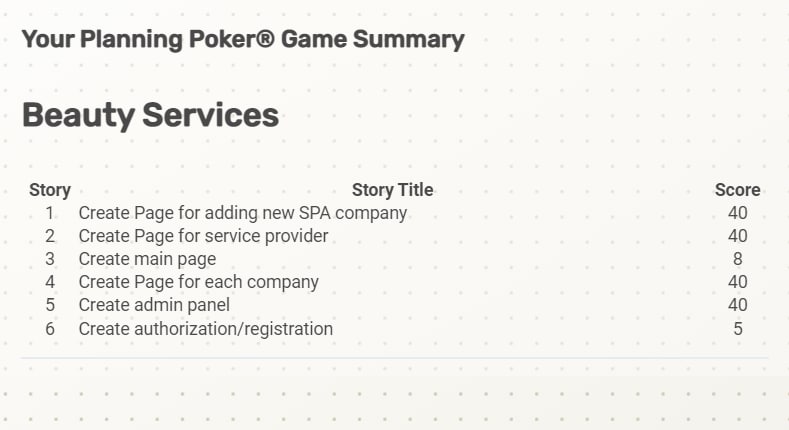 Your Planning Poker® Game Summary
Beauty Services
Story Story Title Score
1 Create Page for adding new SPA company 40
2 Create Page for service provider 40
3 Create main page 8
4 Create Page for each company 40
5 Create admin panel 40
6 Create authorization/registration 5